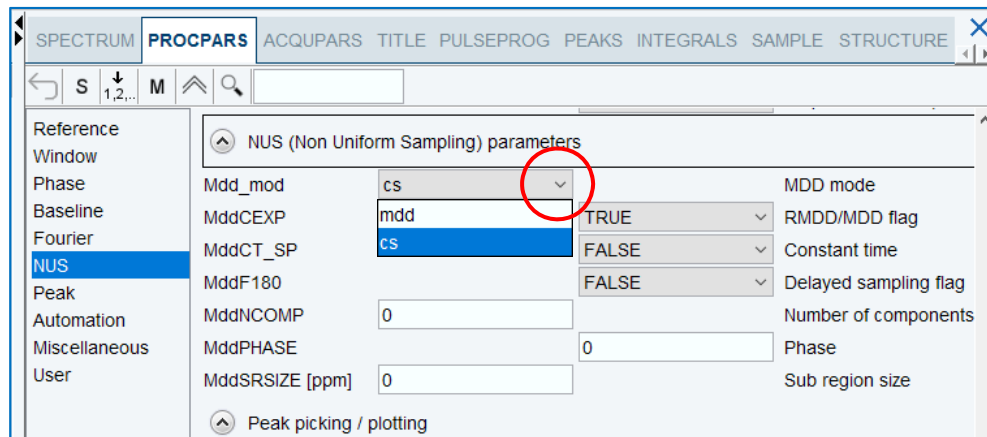 SPECTRUM PROCPARS ACQUPARS TITLE PULSEPROG PEAKS INTEGRALS SAMPLE STRUCTURE
S 1,2,.. M
Reference
Window
Phase
Baseline
Fourier
NUS
Peak
Automation
Miscellaneous
User
NUS (Non Uniform Sampling) parameters
Mdd_mod cs MDD mode
mdd
cs
MddCEXP TRUE RMDD/MDD flag
MddCT_SP FALSE Constant time
MddF180 FALSE Delayed sampling flag
MddNCOMP 0 Number of components
MddPHASE 0 Phase
MddSRSIZE [ppm] 0 Sub region size
Peak picking / plotting